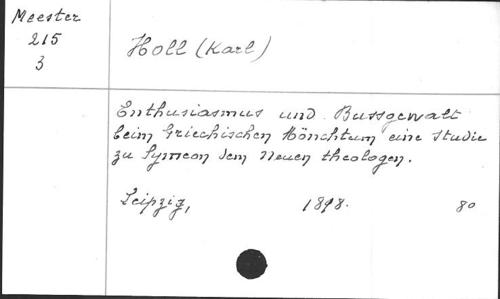 Meester
215
3
Holl (Karl)
Enthusiasmus und Bussgewalt
beim Griechischen Mönchtum eine Studie
zu Symeon dem Neuen Theologen.
Leipzig, 1898. 80